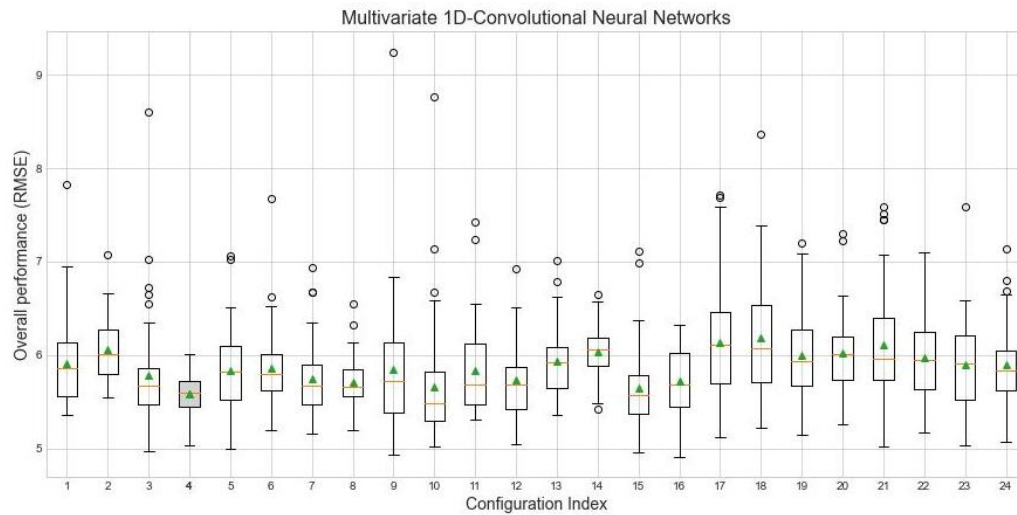 Multivariate 1D-Convolutional Neural Networks
Overall performance (RMSE)
9
8
7
6
5
1 2 3 4 5 6 7 8 9 10 11 12 13 14 15 16 17 18 19 20 21 22 23 24
Configuration Index